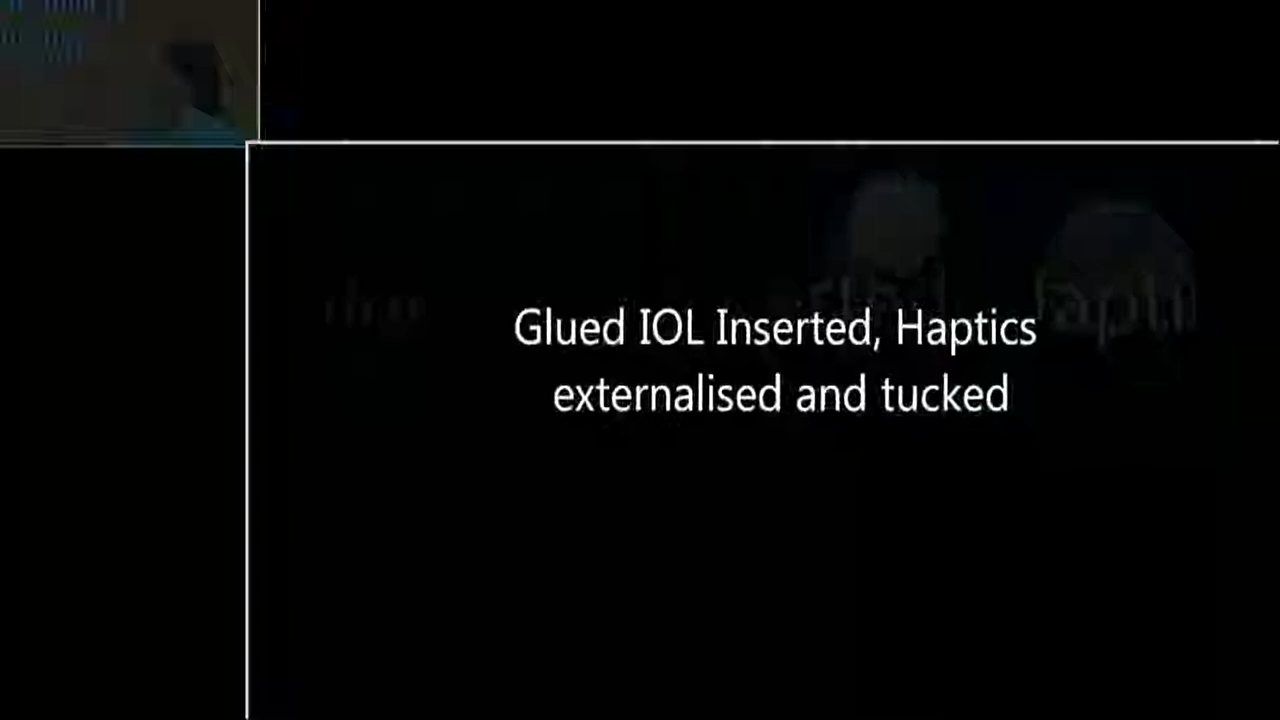 Glued IOL Inserted, Haptics
externalised and tucked